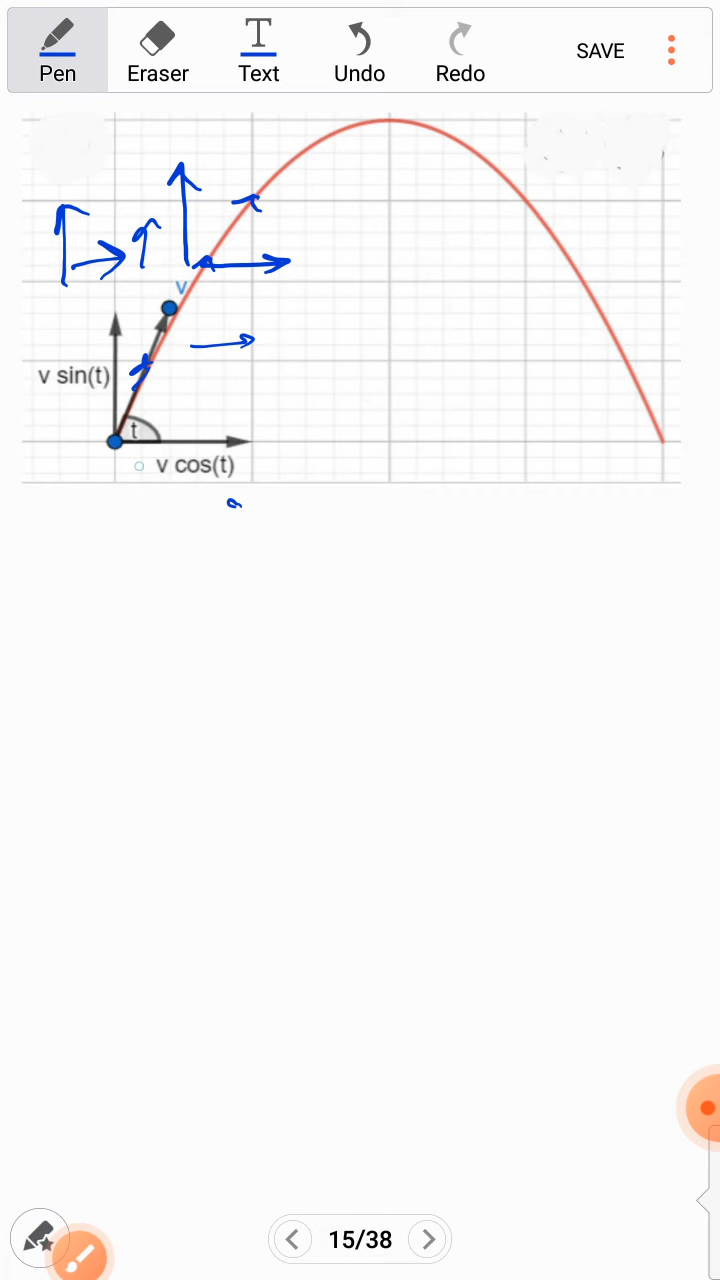 Pen Eraser Text Undo Redo SAVE
T
v
v sin(t)
t
v cos(t)
15/38